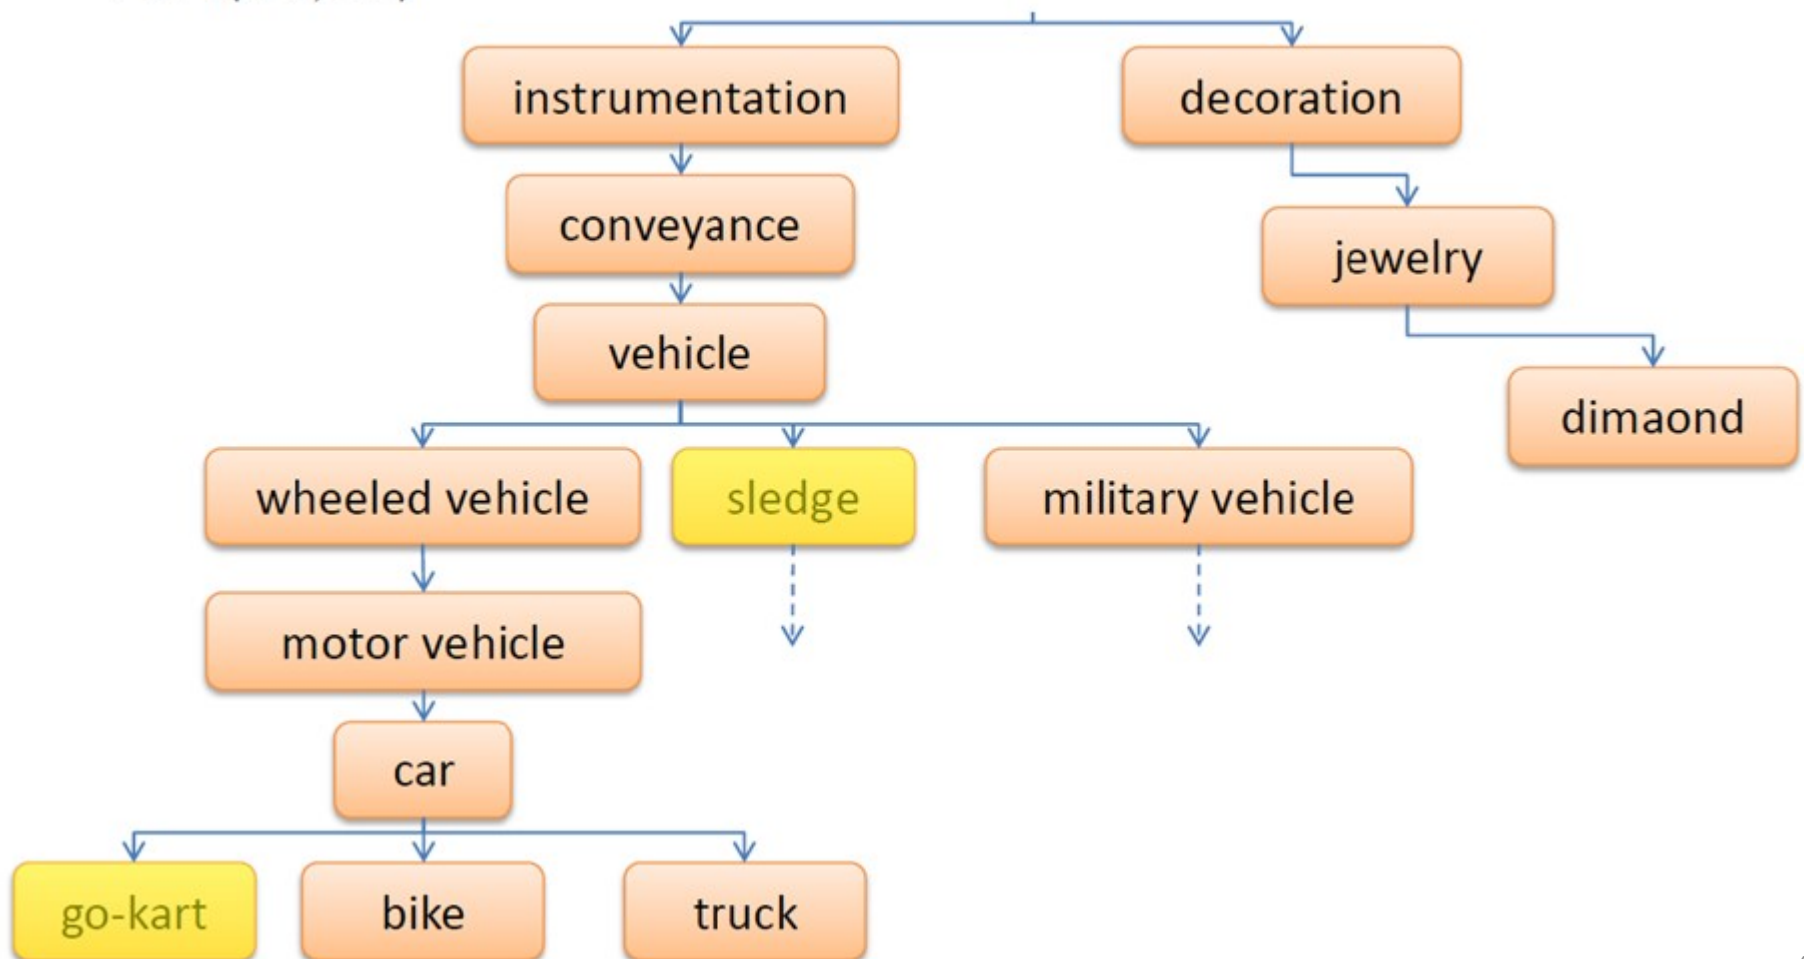 instrumentation
decoration
conveyance
jewelry
vehicle
dimaond
wheeled vehicle
sledge
military vehicle
motor vehicle
car
go-kart
bike
truck